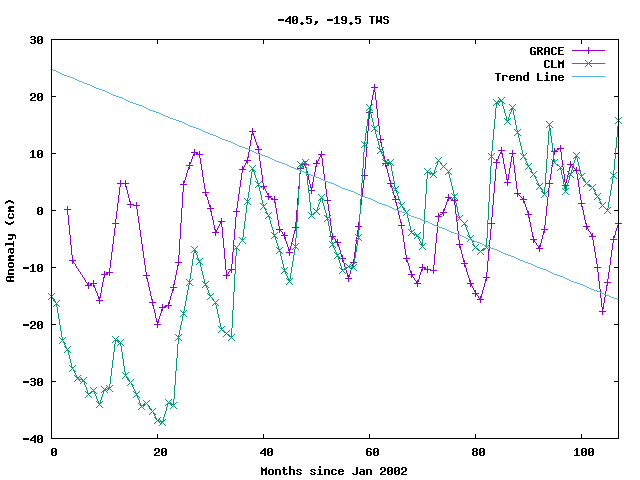 -40.5, -19.5 TWS
GRACE
CLM
Trend Line
30
20
10
0
-10
-20
-30
-40
Anomaly (cm)
0 20 40 60 80 100
Months since Jan 2002